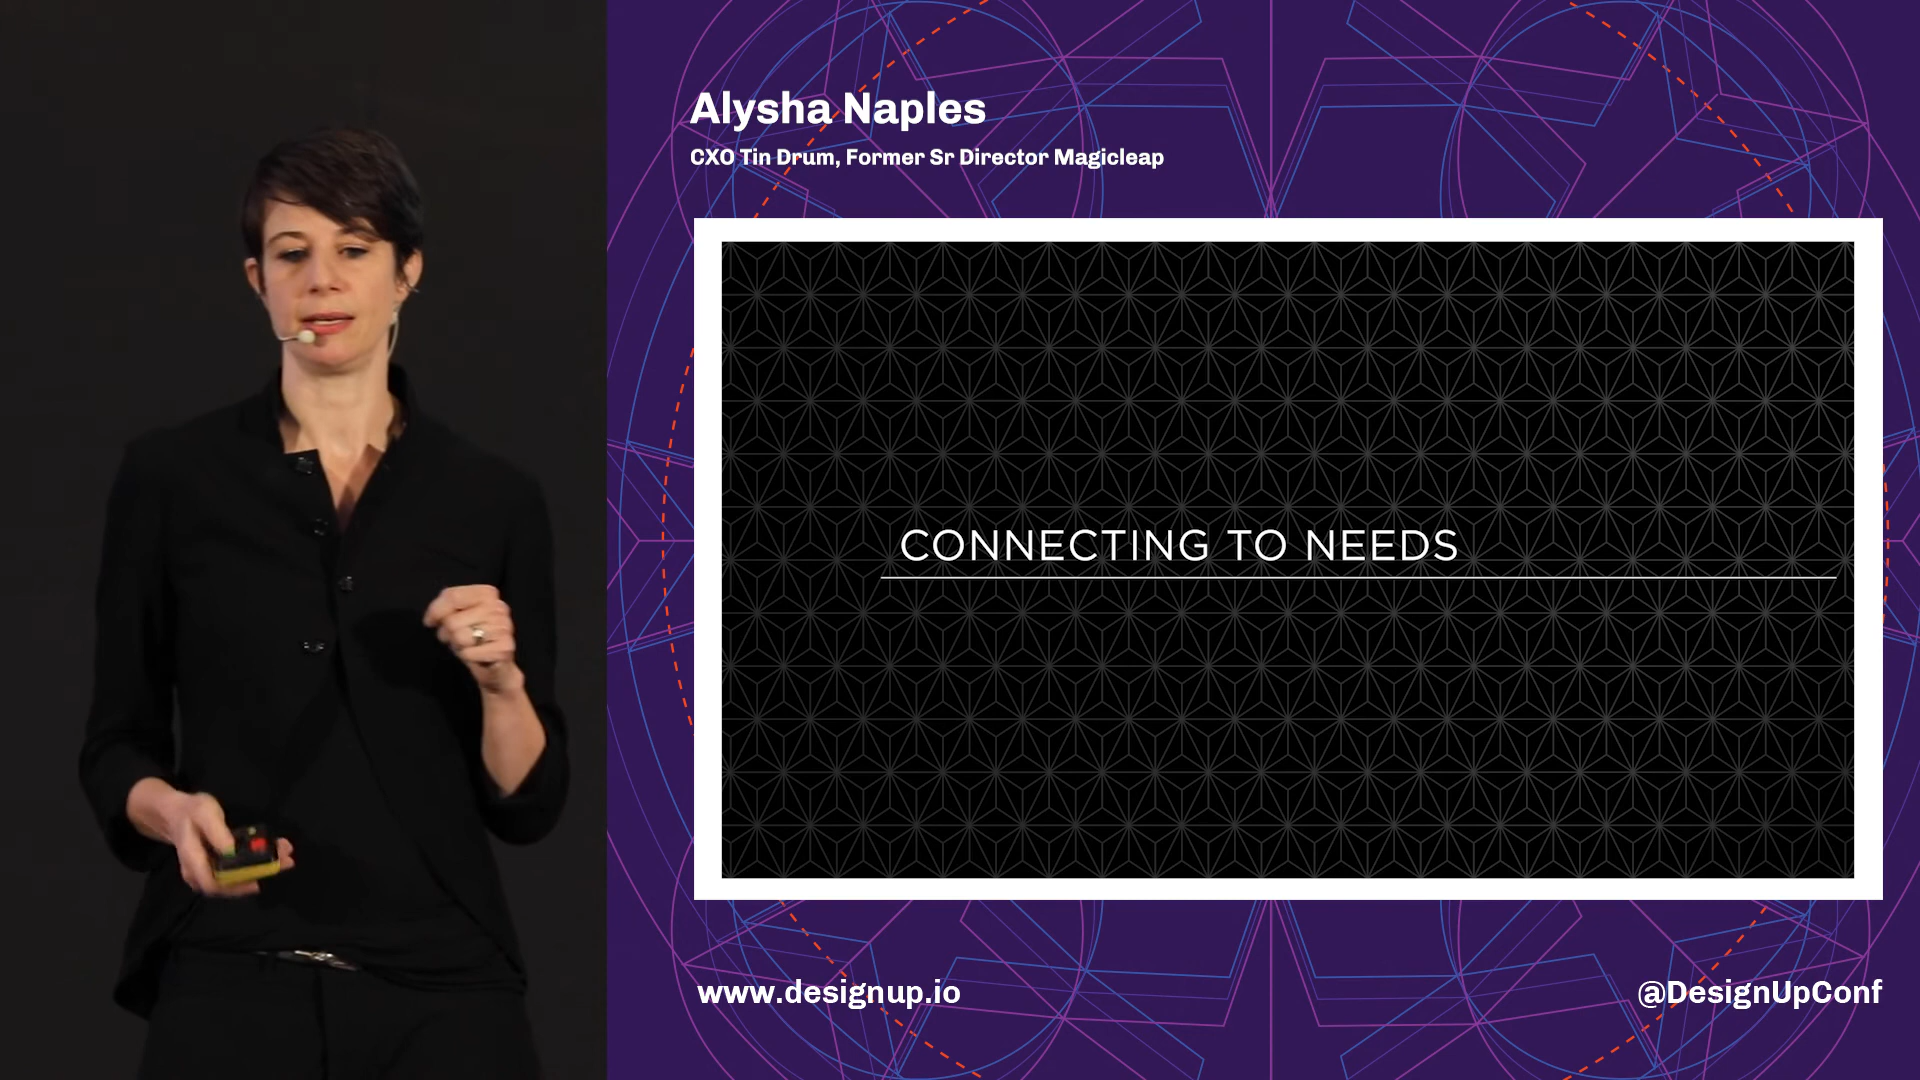 Alysha Naples
CXO Tin Drum, Former Sr Director Magicleap
CONNECTING TO NEEDS
www.designup.io
@DesignUpConf